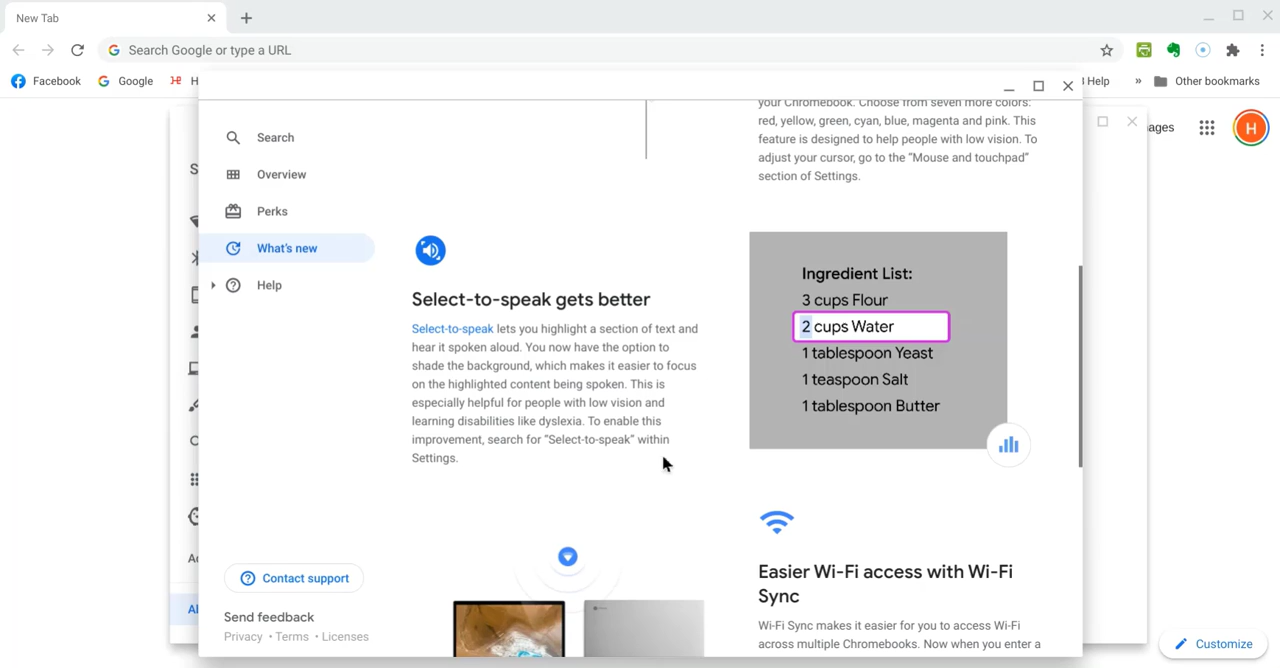 New Tab
Search Google or type a URL
Facebook
Google
H
Help
»
Other bookmarks
ages
H
S
Search
Overview
Perks
What's new
Help
your Chromebook. Choose from seven more colors:
red, yellow, green, cyan, blue, magenta and pink. This
feature is designed to help people with low vision. To
adjust your cursor, go to the "Mouse and touchpad"
section of Settings.
Select-to-speak gets better
Select-to-speak lets you highlight a section of text and
hear it spoken aloud. You now have the option to
shade the background, which makes it easier to focus
on the highlighted content being spoken. This is
especially helpful for people with low vision and
learning disabilities like dyslexia. To enable this
improvement, search for "Select-to-speak" within
Settings.
Ingredient List:
3 cups Flour
2 cups Water
1 tablespoon Yeast
1 teaspoon Salt
1 tablespoon Butter
Easier Wi-Fi access with Wi-Fi
Sync
Wi-Fi Sync makes it easier for you to access Wi-Fi
across multiple Chromebooks. Now when you enter a
Contact support
Send feedback
Privacy • Terms • Licenses
Customize